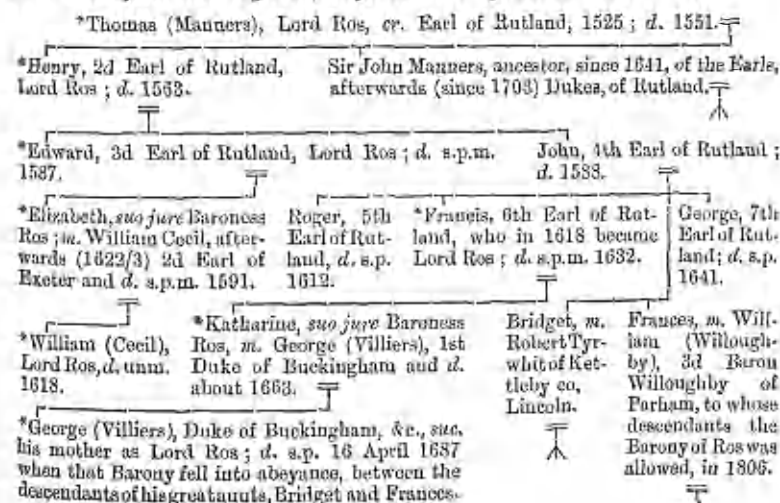 *Thomas (Manners), Lord Ros, cr. Earl of Rutland, 1525 ; d. 1551.
*Henry, 2d Earl of Rutland,
Lord Ros ; d. 1563.
Sir John Manners, ancestor, since 1641, of the Earls,
afterwards (since 1703) Dukes, of Rutland.
*Edward, 3d Earl of Rutland, Lord Ros ; d. s.p.m.
1587.
John, 4th Earl of Rutland ;
d. 1588.
*Elizabeth, suo jure Baroness
Ros ; m. William Cecil, after-
wards (1622/3) 2d Earl of
Exeter and d. s.p.m. 1591.
Roger, 5th
Earl of Rut-
land, d. s.p.
1612.
*Francis, 6th Earl of Rut-
land, who in 1618 became
Lord Ros ; d. 1632.
George, 7th
Earl of Rut-
land; d. s.p.
1641.
*William (Cecil),
Lord Ros, d. unm.
1618.
*Katharine, suo jure Baroness
Ros, m. George (Villiers), 1st
Duke of Buckingham and d.
about 1663.
Bridget, m.
Robert Tyr-
whit of Ket-
tleby co,
Lincoln.
Frances, m. Will-
iam (Willough-
by), 3d Baron
Willoughby of
Parham, to whose
descendants the
Barony of Ros was
allowed, in 1806.
*George (Villiers), Duke of Buckingham, &c., suc.
his mother as Lord Ros ; d. s.p. 16 April 1687
when that Barony fell into abeyance, between the
descendants of his great aunts, Bridget and Frances.